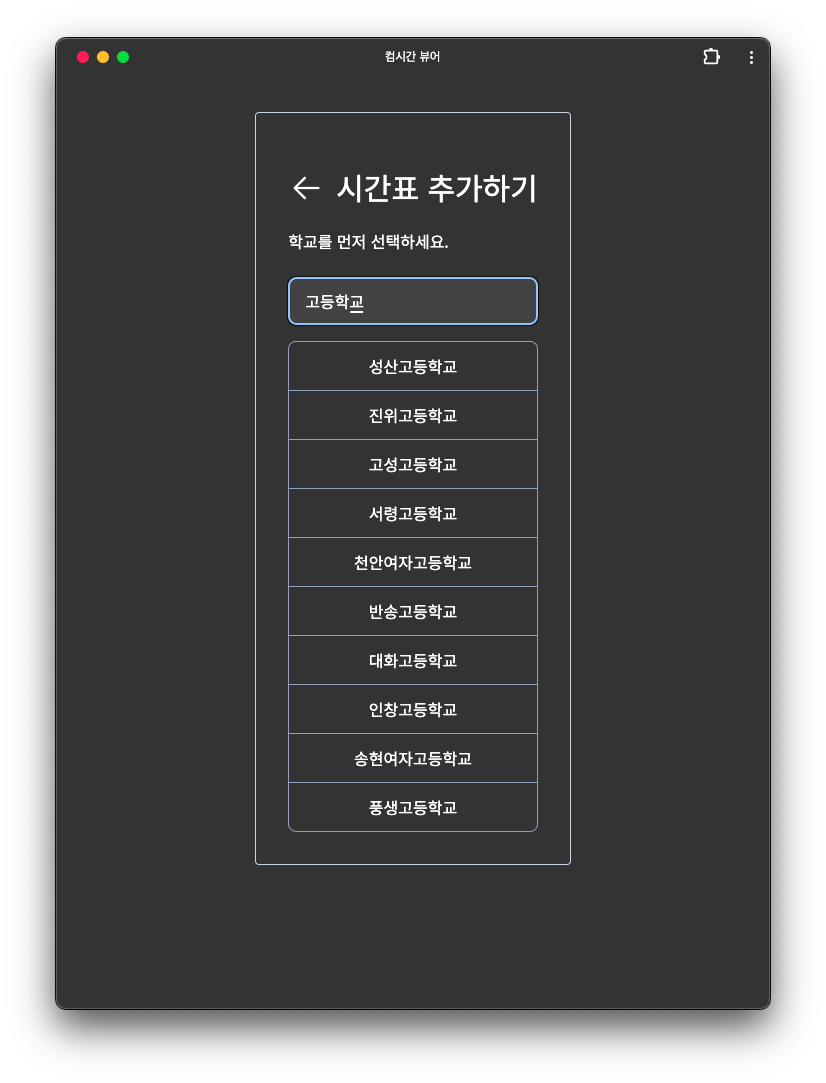 컴시간 뷰어
시간표 추가하기
학교를 먼저 선택하세요.
고등학교
성산고등학교
진위고등학교
고성고등학교
서령고등학교
천안여자고등학교
반송고등학교
대화고등학교
인창고등학교
송현여자고등학교
풍생고등학교